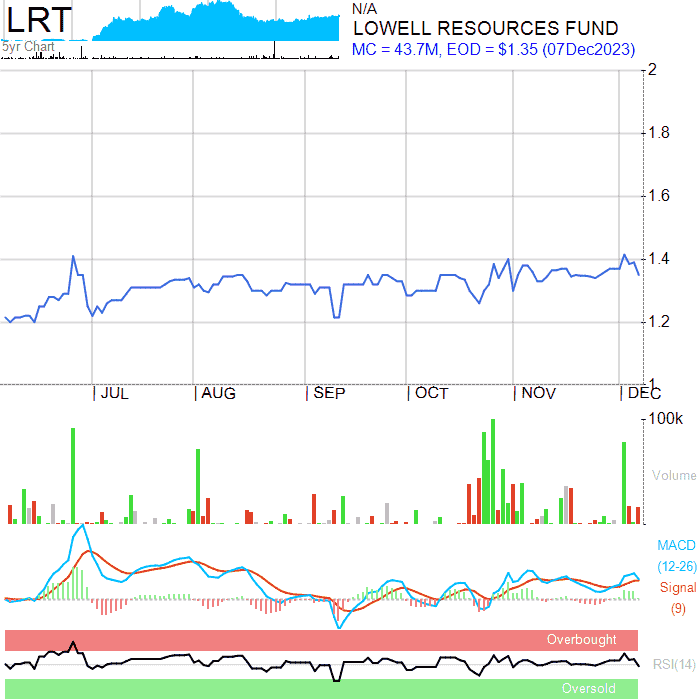 LRT
5yr Chart
N/A
LOWELL RESOURCES FUND
MC = 43.7M, EOD = $1.35 (07Dec2023)
2
1.8
1.6
1.4
1.2
1
JUL AUG SEP OCT NOV DEC
100k
Volume
MACD
(12-26)
Signal
(9)
Overbought
RSI(14)
Oversold